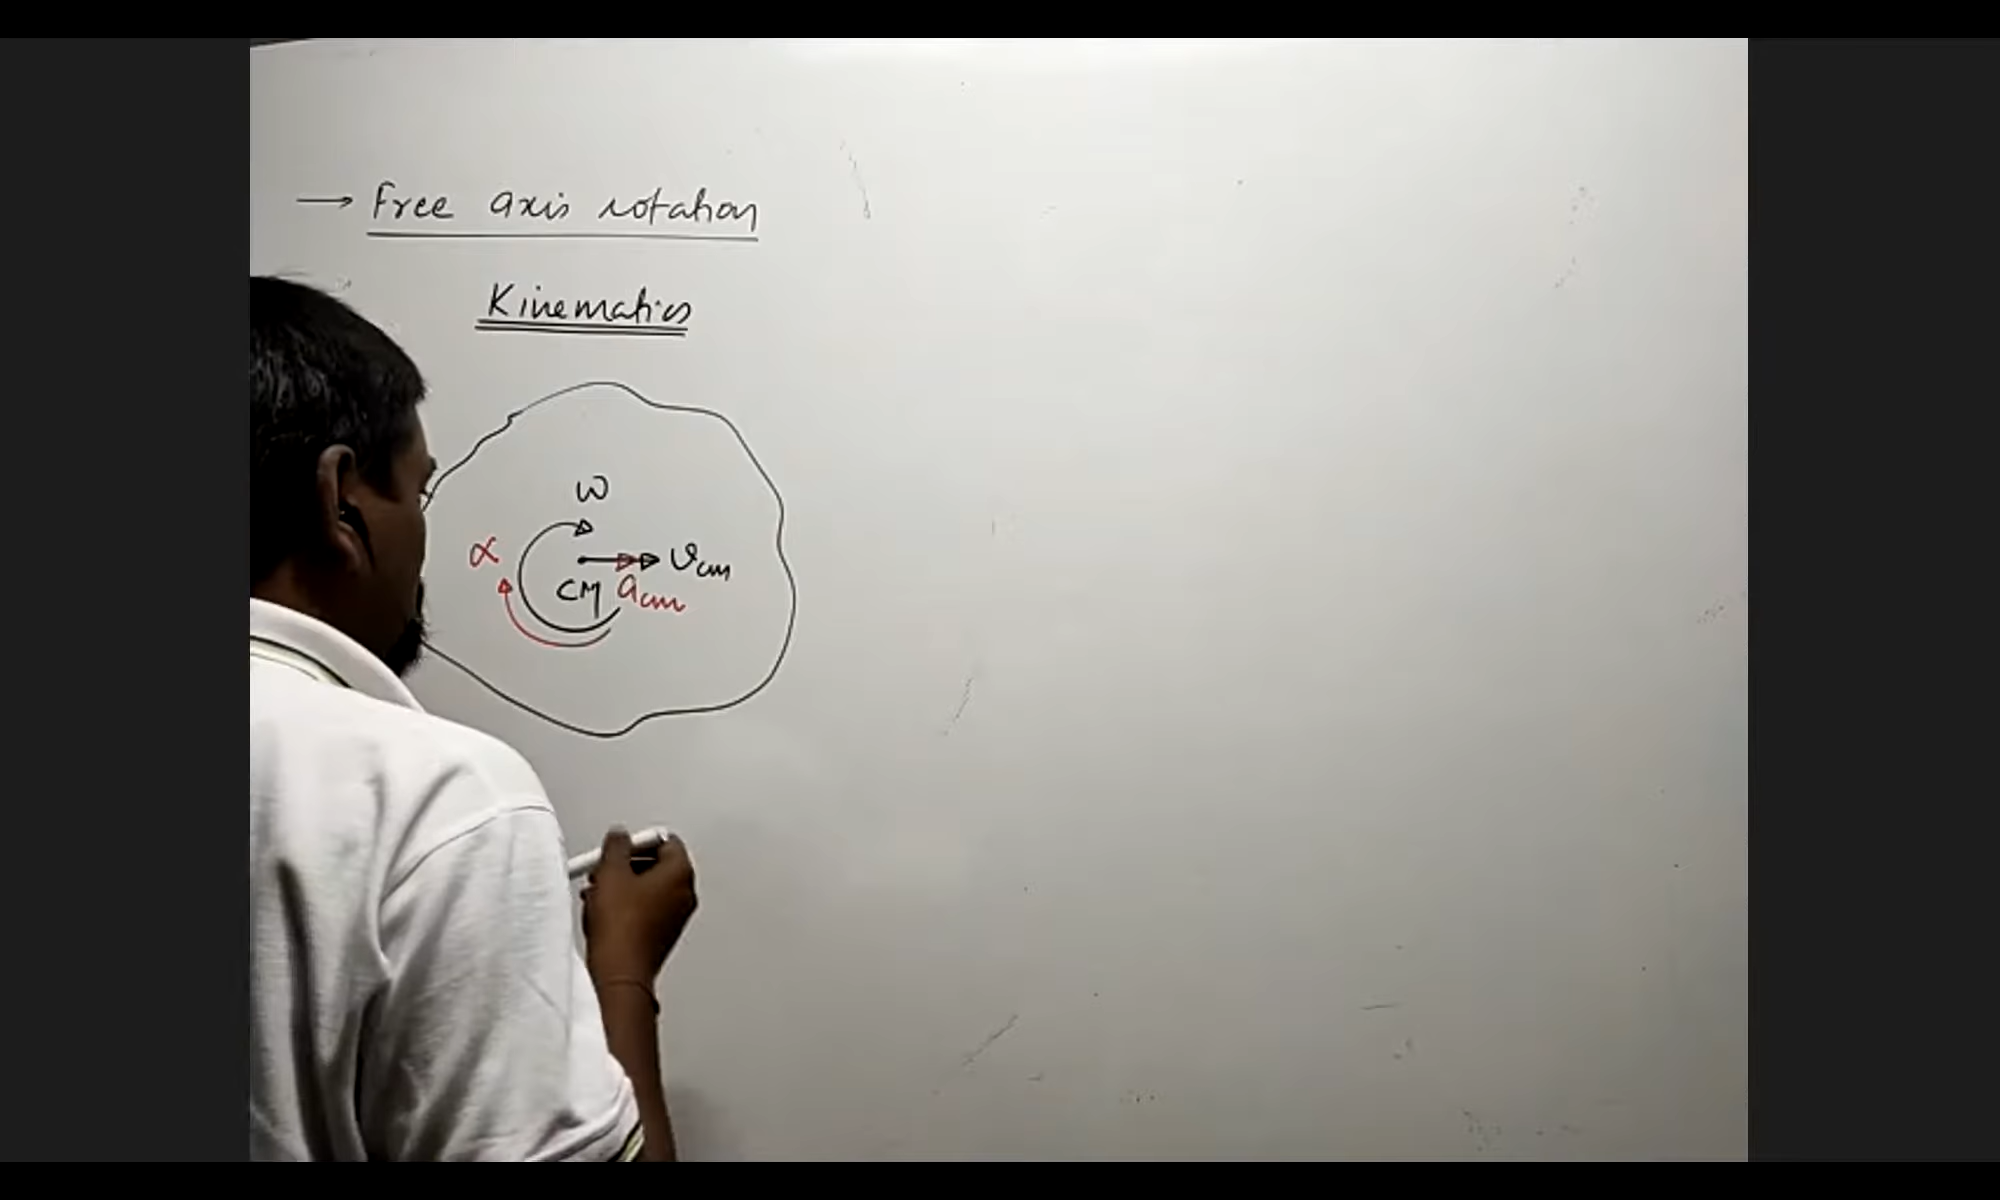 → Free axis rotation
Kinematics
ω
α
CM
v_cm
a_cm